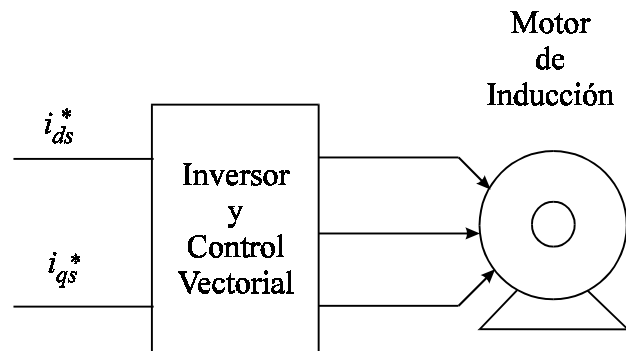 Motor
de
Inducción
i*ds
Inversor
y
Control
Vectorial
i*qs